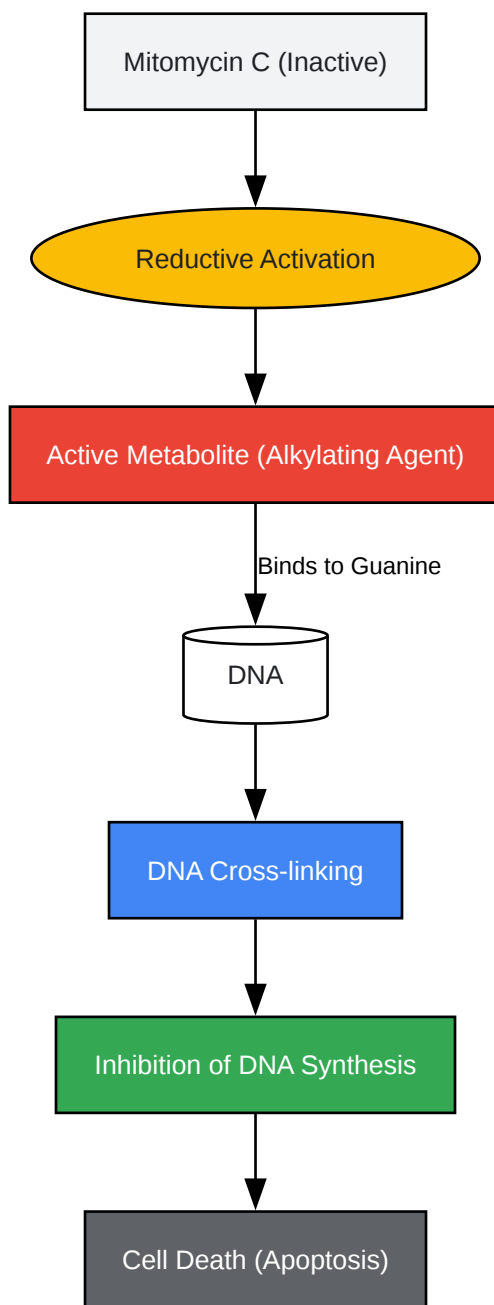 Mitomycin C (Inactive)
Reductive Activation
Active Metabolite (Alkylating Agent)
Binds to Guanine
DNA
DNA Cross-linking
Inhibition of DNA Synthesis
Cell Death (Apoptosis)